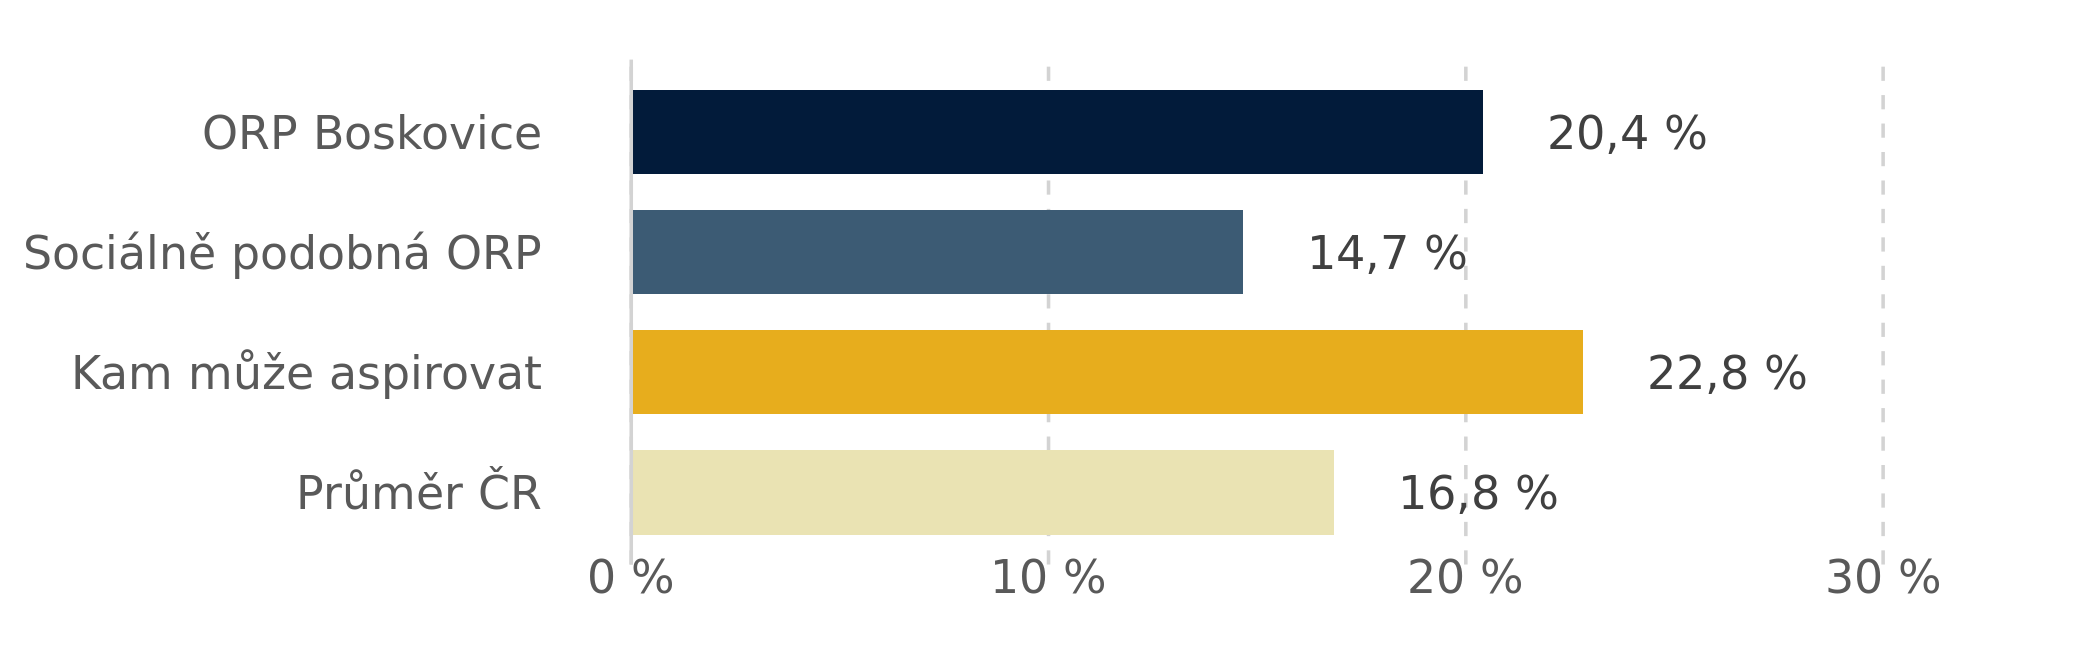 ORP Boskovice 20,4 %
Sociálně podobná ORP 14,7 %
Kam může aspirovat 22,8 %
Průměr ČR 16,8 %
0 % 10 % 20 % 30 %